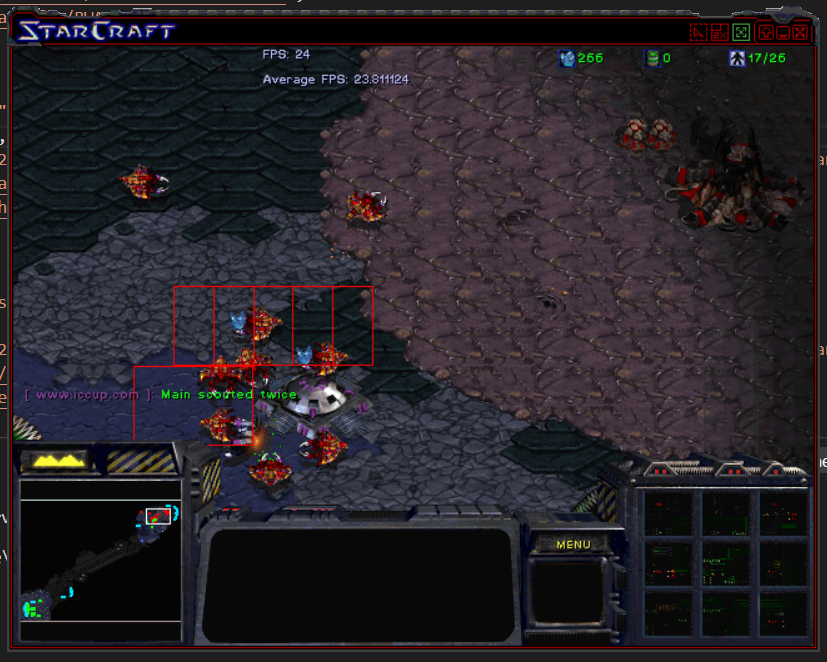 STARCRAFT
FPS: 24
266
0
17/26
Average FPS: 23.811124
[ www.iccup.com ]: Main scouted twice.
MENU